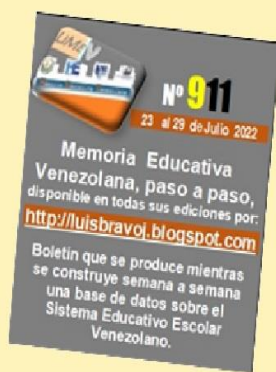 Nº 911
23 al 29 de Julio 2022
Memoria Educativa
Venezolana, paso a paso,
disponible en todas sus ediciones por:
http://luisbravoj.blogspot.com
Boletín que se produce mientras
se construye semana a semana
una base de datos sobre el
Sistema Educativo Escolar
Venezolano.